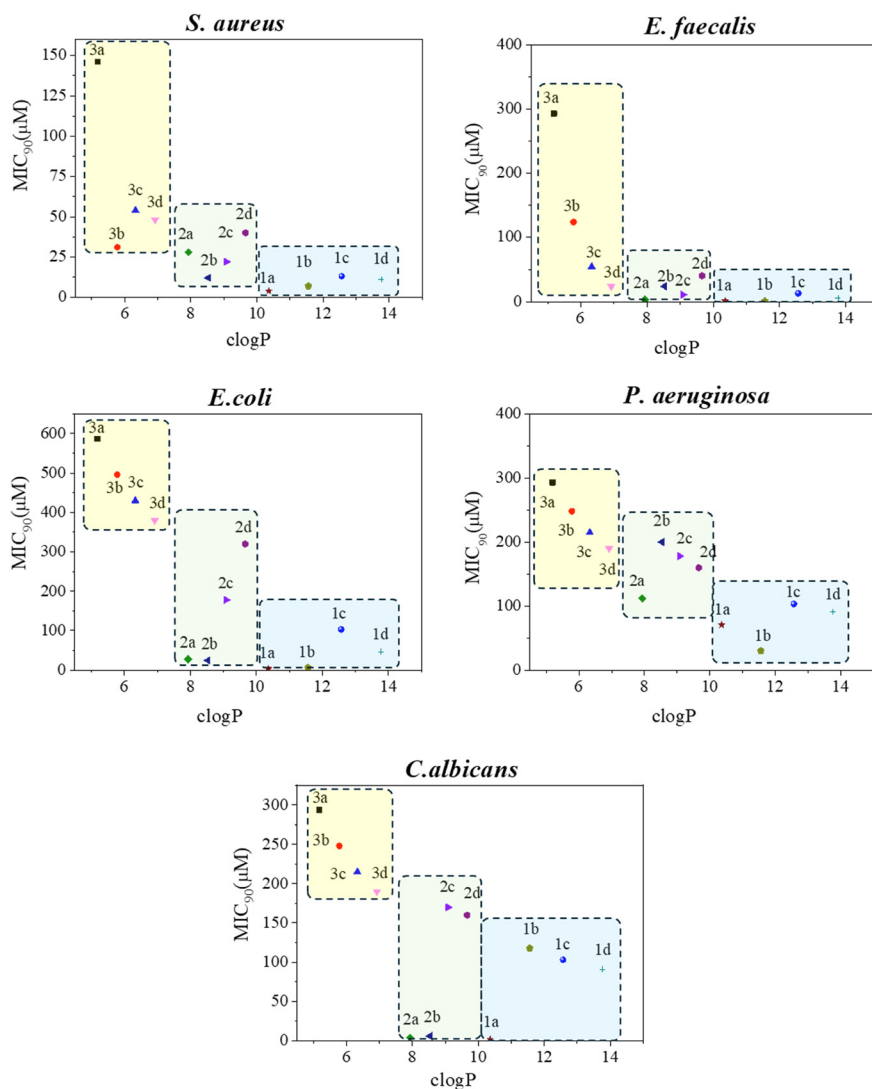 S. aureus
MIC90(μM)
150
125
100
75
50
25
0
3a
3b
3c
3d
2a
2b
2c
2d
1a
1b
1c
1d
6 8 10 12 14
clogP
E. faecalis
MIC90(μM)
400
300
200
100
0
3a
3b
3c
3d
2a
2b
2c
2d
1a
1b
1c
1d
6 8 10 12 14
clogP
E.coli
MIC90(μM)
600
500
400
300
200
100
0
3a
3b
3c
3d
2a
2b
2c
2d
1a
1b
1c
1d
6 8 10 12 14
clogP
P. aeruginosa
MIC90(μM)
400
300
200
100
0
3a
3b
3c
3d
2a
2b
2c
2d
1a
1b
1c
1d
6 8 10 12 14
clogP
C.albicans
MIC90(μM)
300
250
200
150
100
50
0
3a
3b
3c
3d
2a
2b
2c
2d
1a
1b
1c
1d
6 8 10 12 14
clogP